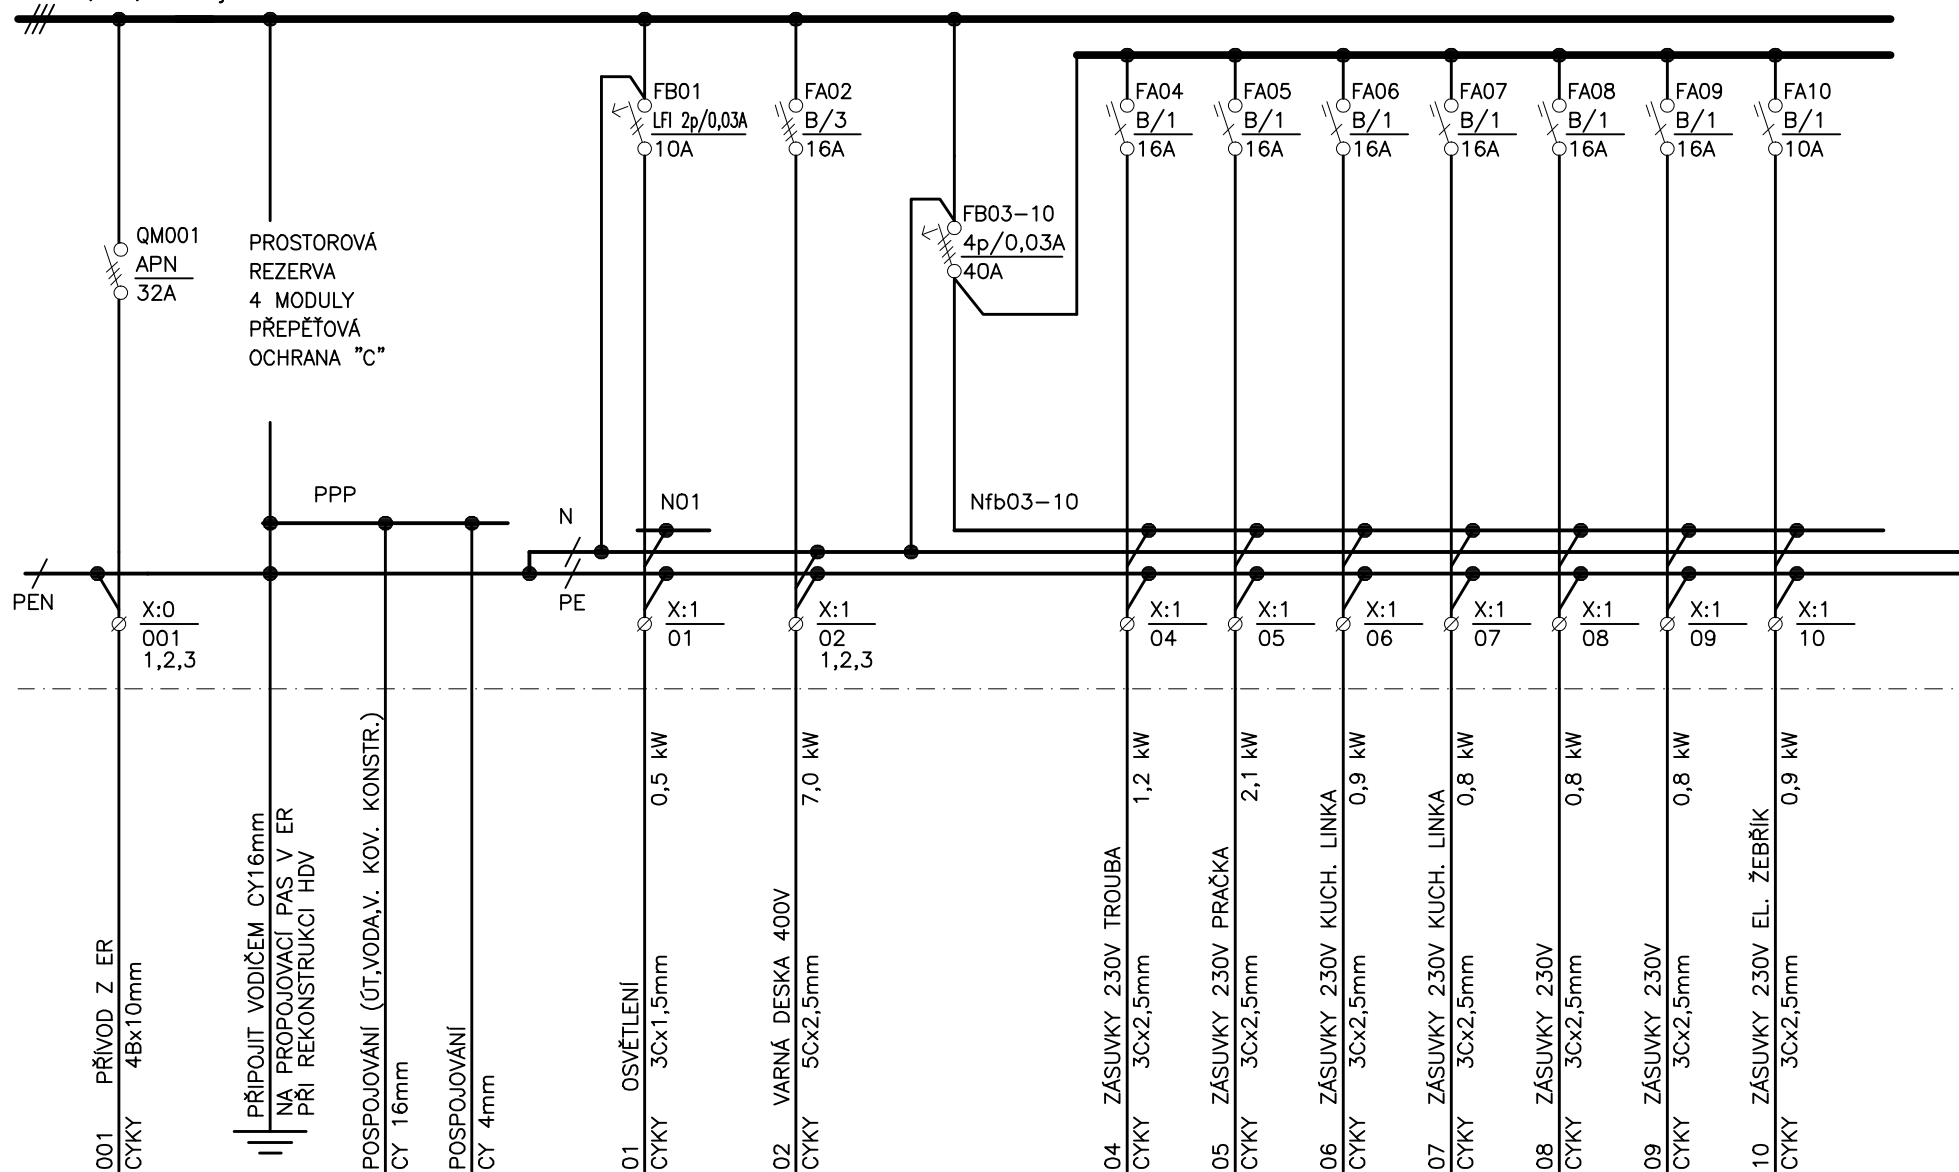 FB01
LFI 2p/0,03A
10A
FA02
B/3
16A
FA04
B/1
16A
FA05
B/1
16A
FA06
B/1
16A
FA07
B/1
16A
FA08
B/1
16A
FA09
B/1
16A
FA10
B/1
10A
QM001
APN
32A
PROSTOROVÁ
REZERVA
4 MODULY
PŘEPĚŤOVÁ
OCHRANA "C"
FB03-10
4p/0,03A
40A
PPP
N
N01
Nfb03-10
PEN
PE
X:0
001
1,2,3
X:1
01
X:1
02
1,2,3
X:1
04
X:1
05
X:1
06
X:1
07
X:1
08
X:1
09
X:1
10
001 PŘÍVOD Z ER
CYKY 4Bx10mm
PŘIPOJIT VODIČEM CY16mm
NA PROPOJOVACÍ PAS V ER
PŘI REKONSTRUKCI HDV
POSPOJOVÁNÍ (ÚT,VODA,V. KOV. KONSTR.)
CY 16mm
POSPOJOVÁNÍ
CY 4mm
01 OSVĚTLENÍ
CYKY 3Cx1,5mm 0,5 kW
02 VARNÁ DESKA 400V
CYKY 5Cx2,5mm 7,0 kW
04 ZÁSUVKY 230V TROUBA
CYKY 3Cx2,5mm 1,2 kW
05 ZÁSUVKY 230V PRAČKA
CYKY 3Cx2,5mm 2,1 kW
06 ZÁSUVKY 230V KUCH. LINKA
CYKY 3Cx2,5mm 0,9 kW
07 ZÁSUVKY 230V KUCH. LINKA
CYKY 3Cx2,5mm 0,8 kW
08 ZÁSUVKY 230V
CYKY 3Cx2,5mm 0,8 kW
09 ZÁSUVKY 230V
CYKY 3Cx2,5mm 0,8 kW
10 ZÁSUVKY 230V EL. ŽEBŘÍK
CYKY 3Cx2,5mm 0,9 kW